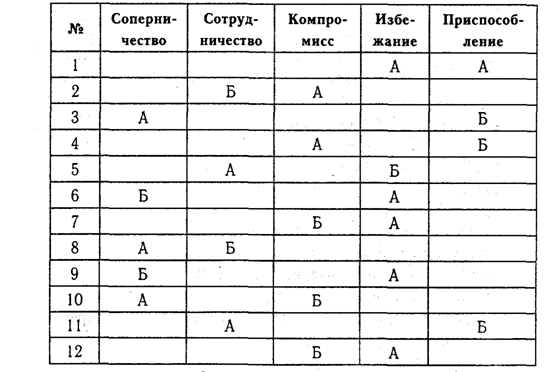 № Соперни- Сотруд- Компро- Избе- Приспособ-
чество ничество мисс жание ление
1 А А
2 Б А
3 А Б
4 А Б
5 А Б
6 Б А
7 Б А
8 А Б
9 Б А
10 А Б
11 А Б
12 Б А